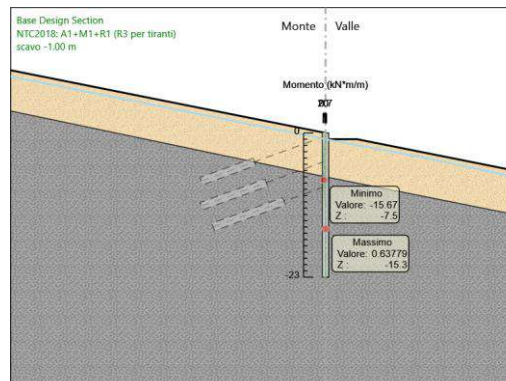 Base Design Section
NTC2018: A1+M1+R1 (R3 per tiranti)
scavo -1.00 m
Monte
Valle
Momento (kN*m/m)
0
Minimo
Valore: -15.67
Z : -7.5
Massimo
Valore: 0.63779
Z : -15.3
-23